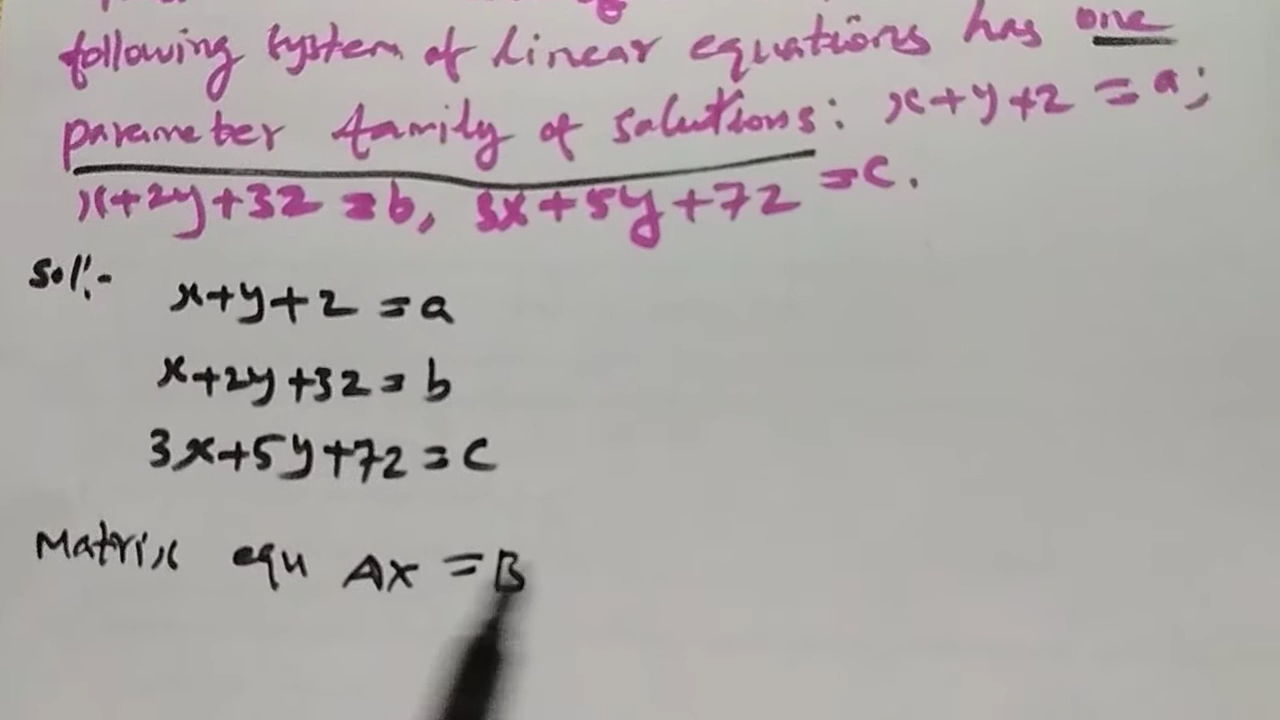 following system of linear equations has one
parameter family of solutions: x+y+z=a;
x+2y+3z=b, 3x+5y+7z=c.
Sol:-
x+y+z=a
x+2y+3z=b
3x+5y+7z=c
Matrix equ AX=B